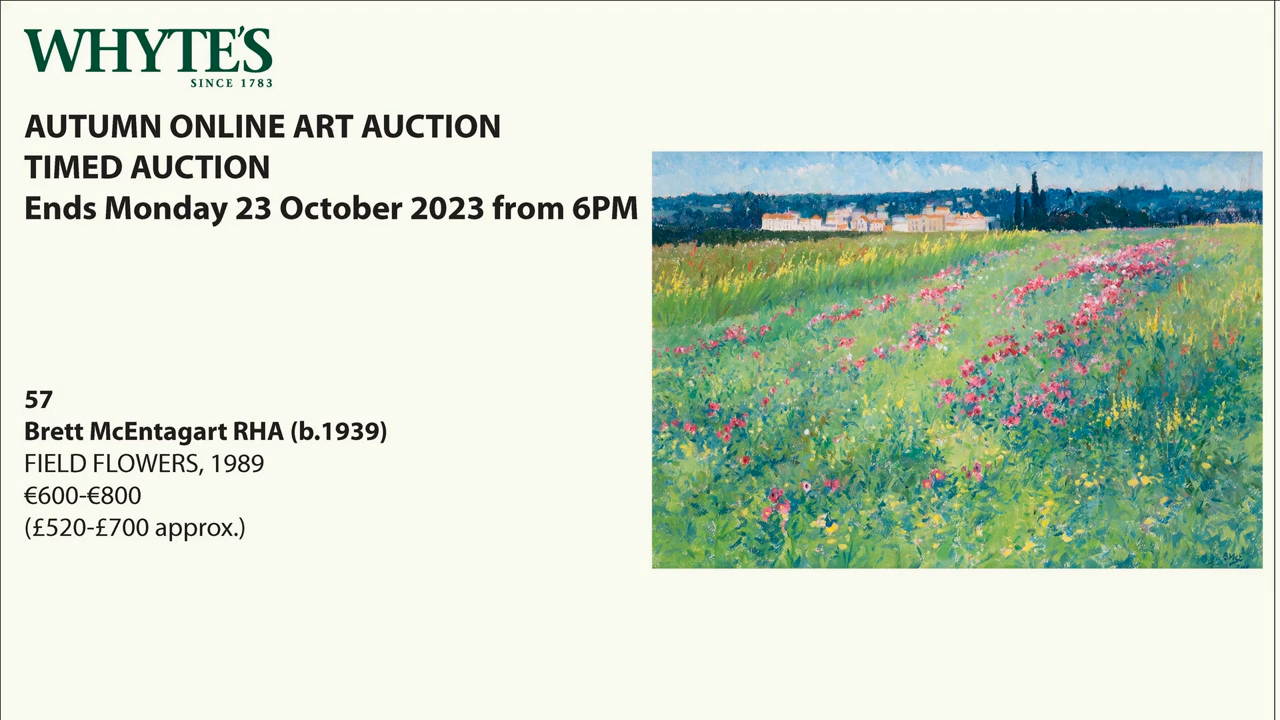 WHYTE'S
SINCE 1783
AUTUMN ONLINE ART AUCTION
TIMED AUCTION
Ends Monday 23 October 2023 from 6PM
57
Brett McEntagart RHA (b.1939)
FIELD FLOWERS, 1989
€600-€800
(£520-£700 approx.)